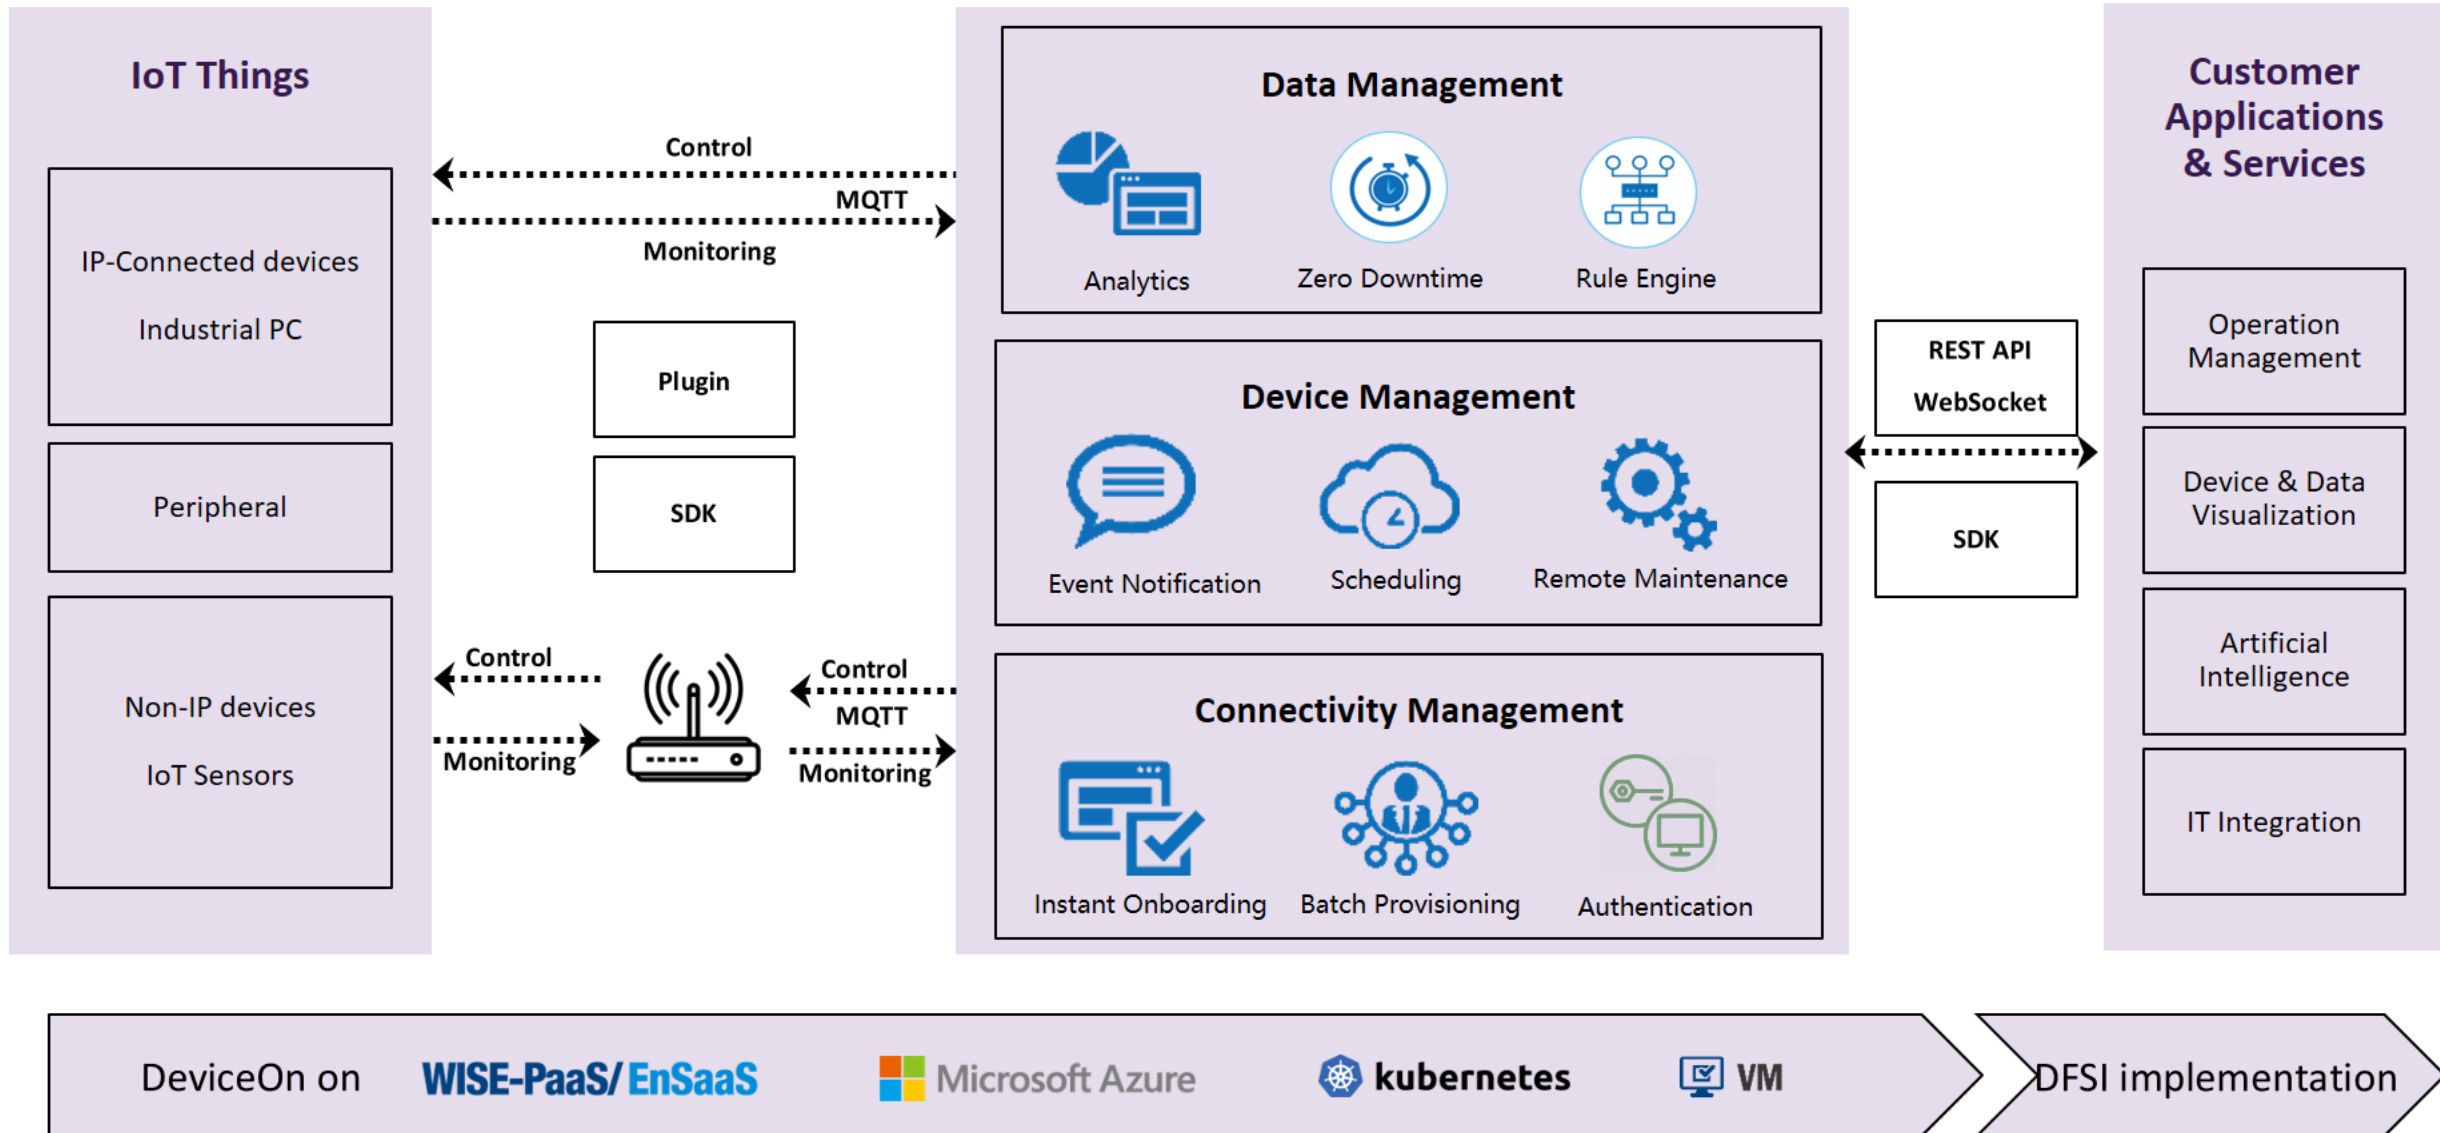 IoT Things
IP-Connected devices
Industrial PC
Peripheral
Non-IP devices
IoT Sensors
Control
MQTT
Monitoring
Plugin
SDK
Control
Monitoring
Control
MQTT
Monitoring
Data Management
Analytics
Zero Downtime
Rule Engine
Device Management
Event Notification
Scheduling
Remote Maintenance
Connectivity Management
Instant Onboarding
Batch Provisioning
Authentication
REST API
WebSocket
SDK
Customer
Applications
& Services
Operation
Management
Device & Data
Visualization
Artificial
Intelligence
IT Integration
DeviceOn on
WISE-PaaS/EnSaaS
Microsoft Azure
kubernetes
VM
DFSI implementation